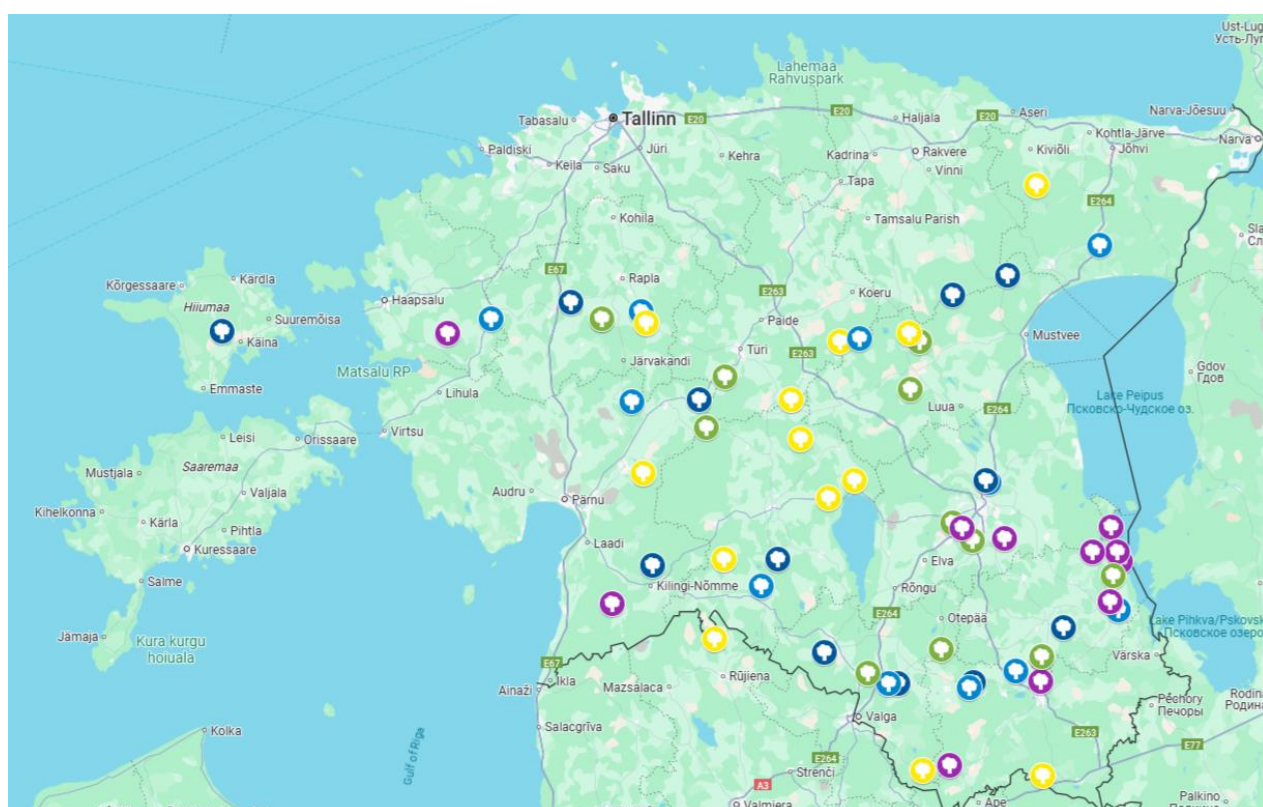 Ust-Lug
Усть-Луг
Lahemaa
Rahvuspark
Narva-Jõesuu
Tabasalu
Tallinn
E20
E20
Haljala
E20
Aseri
Kohtla-Järve
Narva
Paldiski
Jüri
Kehra
Kadrina
Rakvere
Kiviõli
Jõhvi
Keila
Saku
Vinni
Tapa
E264
Kohila
Tamsalu Parish
E67
Kõrgessaare
Kärdla
Rapla
Haapsalu
E263
Koeru
Hiiumaa
Suuremõisa
Paide
Käina
Türi
E263
Mustvee
Järvakandi
Matsalu RP
Gdov
Гдов
Emmaste
Lihula
Lake Peipus
Псковско-Чудское оз.
Luua
E264
Leisi
Orissaare
Virtsu
Mustjala
Saaremaa
Valjala
Audru
Pärnu
Kihelkonna
Kärla
Pihtla
Kuressaare
Laadi
Elva
Salme
Kilingi-Nõmme
Rõngu
Otepää
E264
Lake Pihkva/Pskovsk
Псковское озеро
Jämaja
Kura kurgu
hoiuala
Värska
E67
Ikla
Ainaži
Mazsalaca
Rūjiena
Pechory
Печоры
Valga
Salacgrīva
Kolka
E263
E77
Gulf of Riga
E264
Strenči
A3
Valmiera
Ape
Palkino